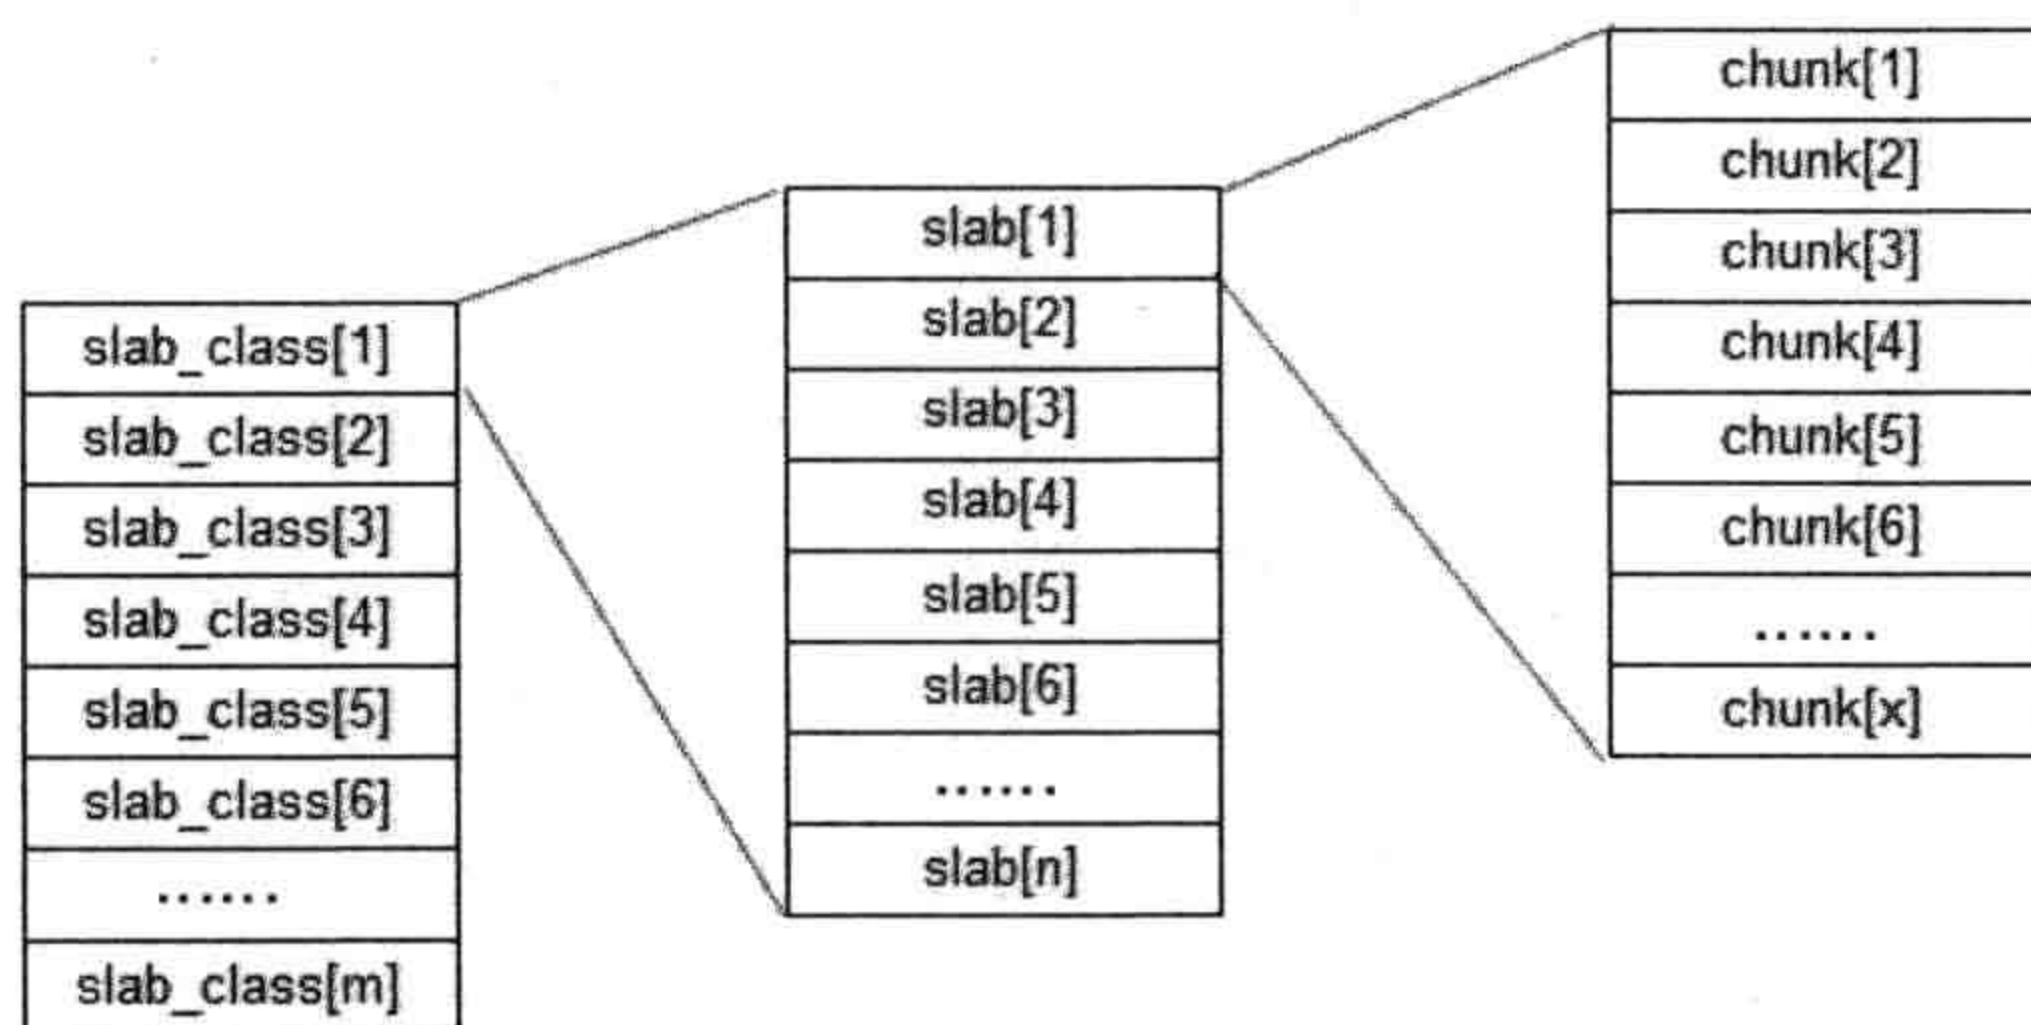 slab_class[1]
slab_class[2]
slab_class[3]
slab_class[4]
slab_class[5]
slab_class[6]
......
slab_class[m]
slab[1]
slab[2]
slab[3]
slab[4]
slab[5]
slab[6]
......
slab[n]
chunk[1]
chunk[2]
chunk[3]
chunk[4]
chunk[5]
chunk[6]
......
chunk[x]